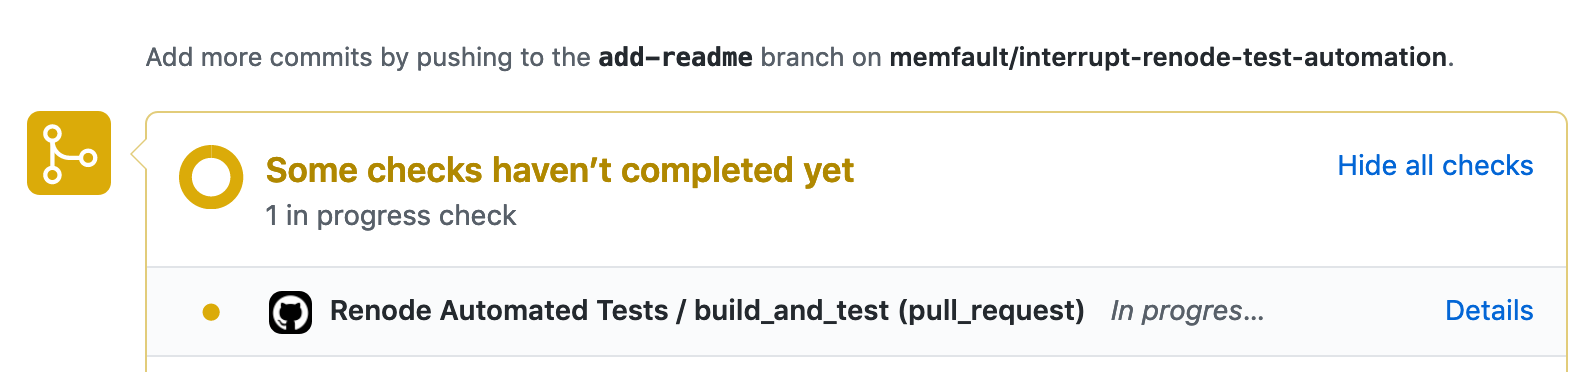 Add more commits by pushing to the add-readme branch on memfault/interrupt-renode-test-automation.
Some checks haven’t completed yet
Hide all checks
1 in progress check
Renode Automated Tests / build_and_test (pull_request) In progres... Details